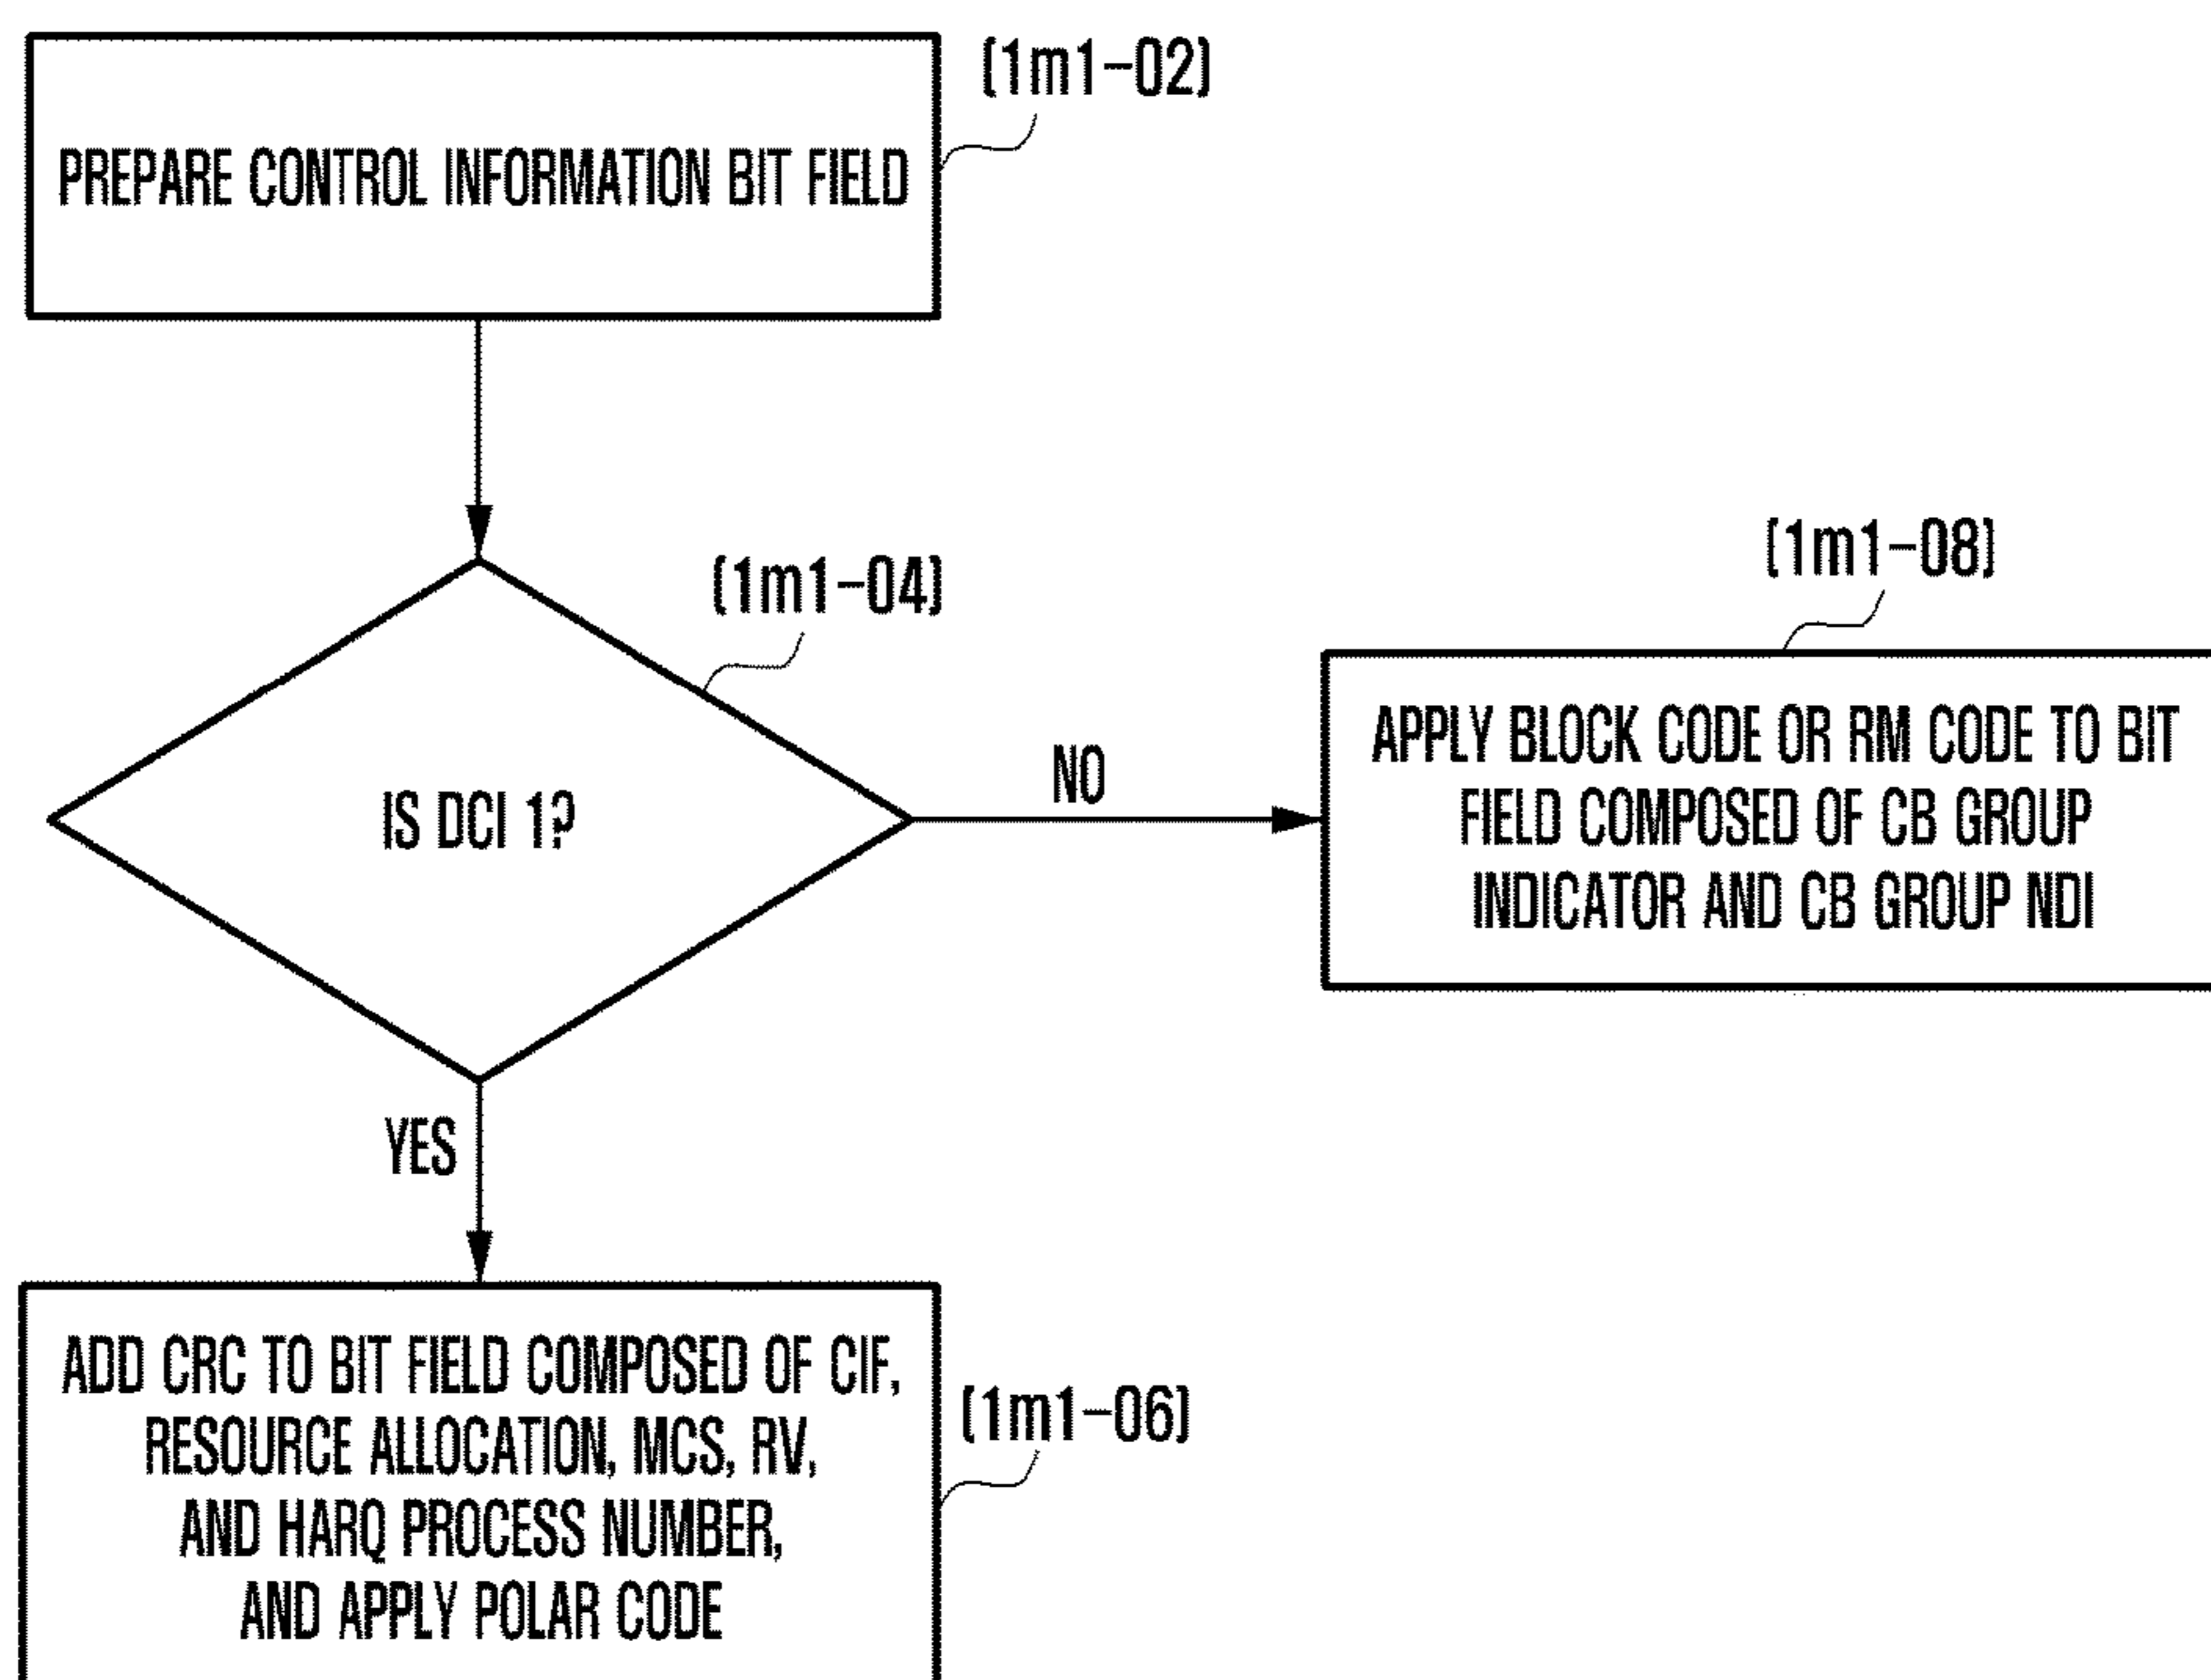 (1m1-02)
PREPARE CONTROL INFORMATION BIT FIELD
(1m1-04)
IS DCI 1?
NO
(1m1-08)
APPLY BLOCK CODE OR RM CODE TO BIT
FIELD COMPOSED OF CB GROUP
INDICATOR AND CB GROUP NDI
YES
ADD CRC TO BIT FIELD COMPOSED OF CIF,
RESOURCE ALLOCATION, MCS, RV,
AND HARQ PROCESS NUMBER,
AND APPLY POLAR CODE
(1m1-06)